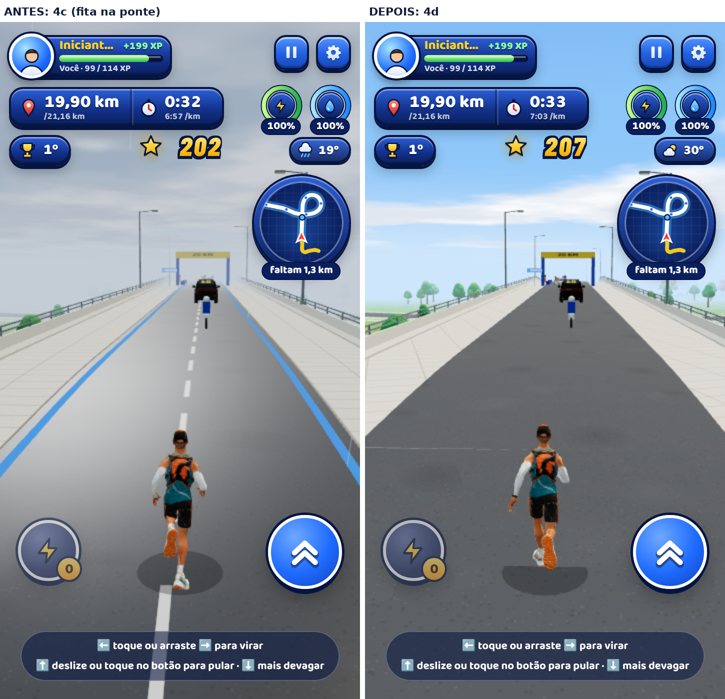 ANTES: 4c (fita na ponte)
Iniciant... +199 XP
Você · 99 / 114 XP
19,90 km
/21,16 km
0:32
6:57 /km
100%
100%
1°
202
19°
20 KM
faltam 1,3 km
0
← toque ou arraste → para virar
↑ deslize ou toque no botão para pular · ↓ mais devagar
DEPOIS: 4d
Iniciant... +199 XP
Você · 99 / 114 XP
19,90 km
/21,16 km
0:33
7:03 /km
100%
100%
1°
207
30°
20 KM
faltam 1,3 km
0
← toque ou arraste → para virar
↑ deslize ou toque no botão para pular · ↓ mais devagar